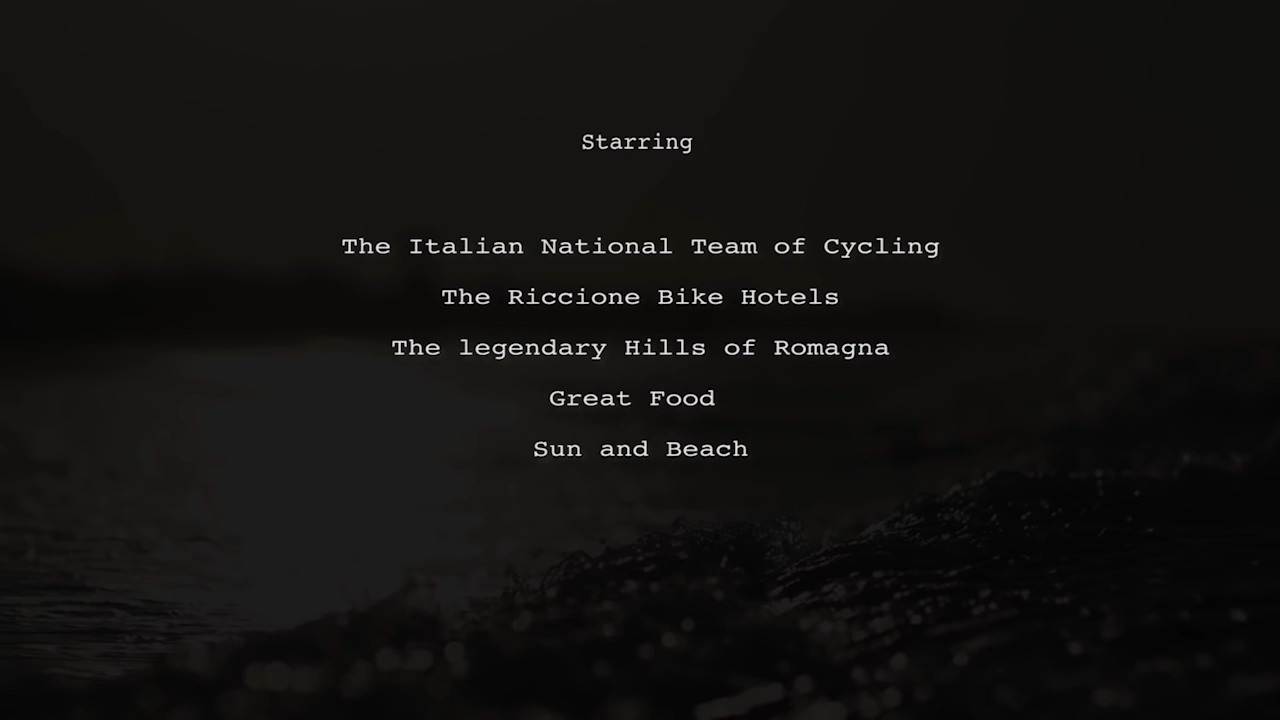 Starring
The Italian National Team of Cycling
The Riccione Bike Hotels
The legendary Hills of Romagna
Great Food
Sun and Beach